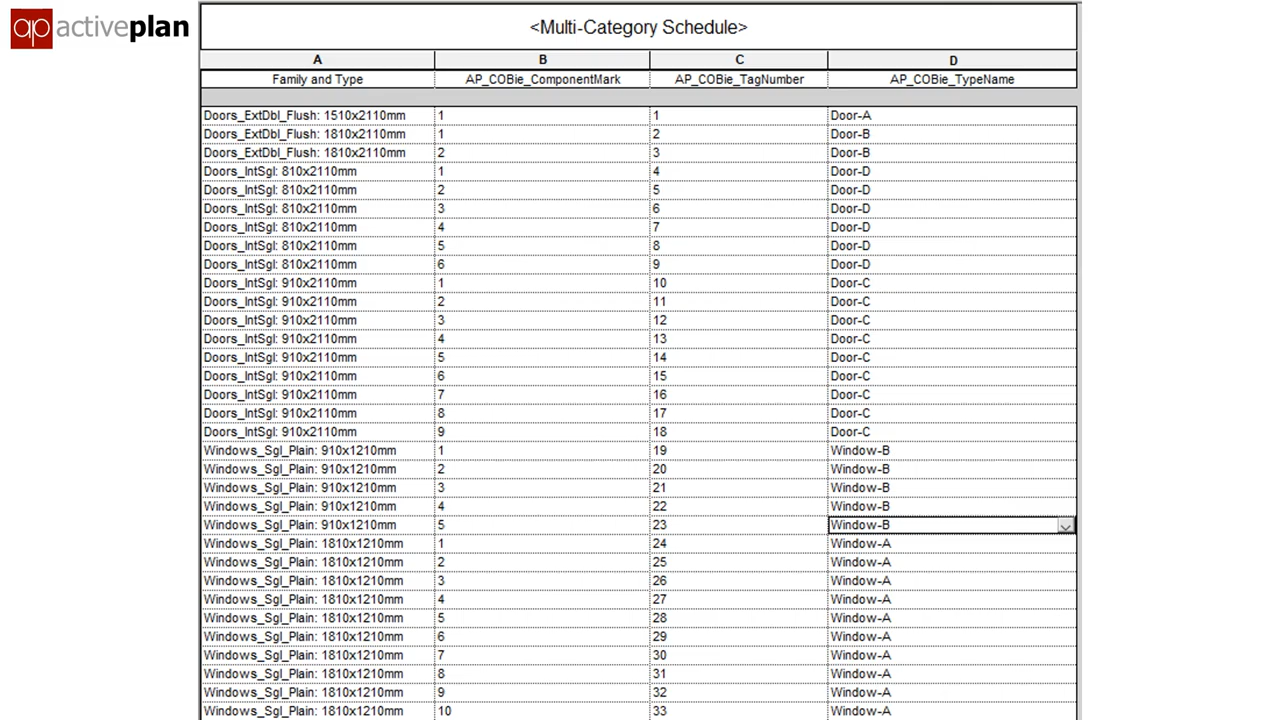 ap activeplan
<Multi-Category Schedule>
A B C D
Family and Type AP_COBie_ComponentMark AP_COBie_TagNumber AP_COBie_TypeName
Doors_ExtDbl_Flush: 1510x2110mm 1 1 Door-A
Doors_ExtDbl_Flush: 1810x2110mm 1 2 Door-B
Doors_ExtDbl_Flush: 1810x2110mm 2 3 Door-B
Doors_IntSgl: 810x2110mm 1 4 Door-D
Doors_IntSgl: 810x2110mm 2 5 Door-D
Doors_IntSgl: 810x2110mm 3 6 Door-D
Doors_IntSgl: 810x2110mm 4 7 Door-D
Doors_IntSgl: 810x2110mm 5 8 Door-D
Doors_IntSgl: 810x2110mm 6 9 Door-D
Doors_IntSgl: 910x2110mm 1 10 Door-C
Doors_IntSgl: 910x2110mm 2 11 Door-C
Doors_IntSgl: 910x2110mm 3 12 Door-C
Doors_IntSgl: 910x2110mm 4 13 Door-C
Doors_IntSgl: 910x2110mm 5 14 Door-C
Doors_IntSgl: 910x2110mm 6 15 Door-C
Doors_IntSgl: 910x2110mm 7 16 Door-C
Doors_IntSgl: 910x2110mm 8 17 Door-C
Doors_IntSgl: 910x2110mm 9 18 Door-C
Windows_Sgl_Plain: 910x1210mm 1 19 Window-B
Windows_Sgl_Plain: 910x1210mm 2 20 Window-B
Windows_Sgl_Plain: 910x1210mm 3 21 Window-B
Windows_Sgl_Plain: 910x1210mm 4 22 Window-B
Windows_Sgl_Plain: 910x1210mm 5 23 Window-B
Windows_Sgl_Plain: 1810x1210mm 1 24 Window-A
Windows_Sgl_Plain: 1810x1210mm 2 25 Window-A
Windows_Sgl_Plain: 1810x1210mm 3 26 Window-A
Windows_Sgl_Plain: 1810x1210mm 4 27 Window-A
Windows_Sgl_Plain: 1810x1210mm 5 28 Window-A
Windows_Sgl_Plain: 1810x1210mm 6 29 Window-A
Windows_Sgl_Plain: 1810x1210mm 7 30 Window-A
Windows_Sgl_Plain: 1810x1210mm 8 31 Window-A
Windows_Sgl_Plain: 1810x1210mm 9 32 Window-A
Windows_Sgl_Plain: 1810x1210mm 10 33 Window-A